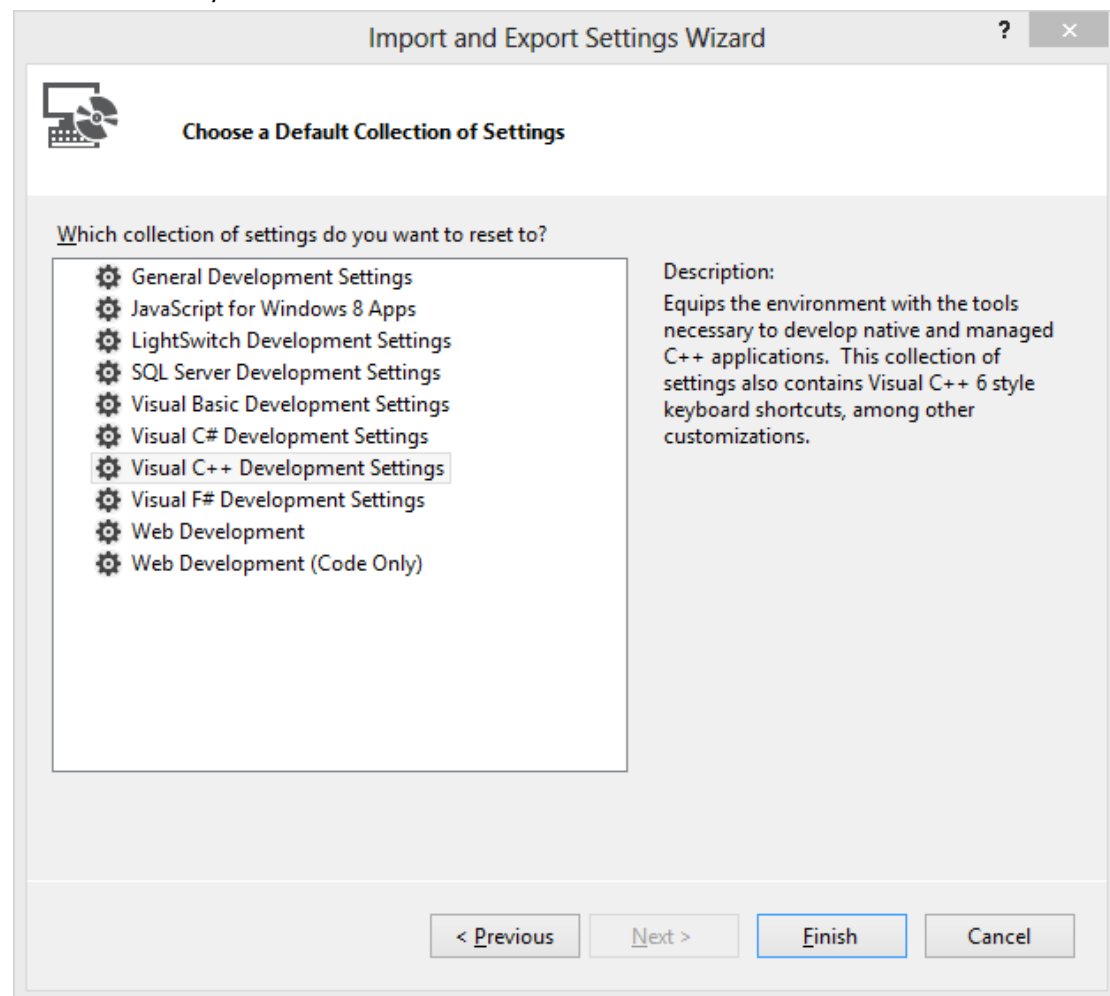 Import and Export Settings Wizard
?
Choose a Default Collection of Settings
Which collection of settings do you want to reset to?
General Development Settings
JavaScript for Windows 8 Apps
LightSwitch Development Settings
SQL Server Development Settings
Visual Basic Development Settings
Visual C# Development Settings
Visual C++ Development Settings
Visual F# Development Settings
Web Development
Web Development (Code Only)
Description:
Equips the environment with the tools
necessary to develop native and managed
C++ applications.  This collection of
settings also contains Visual C++ 6 style
keyboard shortcuts, among other
customizations.
< Previous
Next >
Finish
Cancel